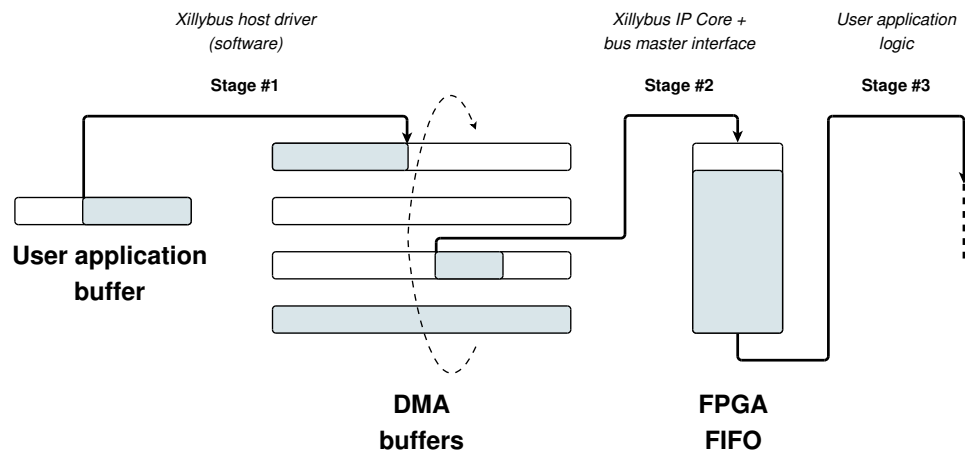 Xillybus host driver
(software)
Xillybus IP Core +
bus master interface
User application
logic
Stage #1
Stage #2
Stage #3
User application
buffer
DMA
buffers
FPGA
FIFO